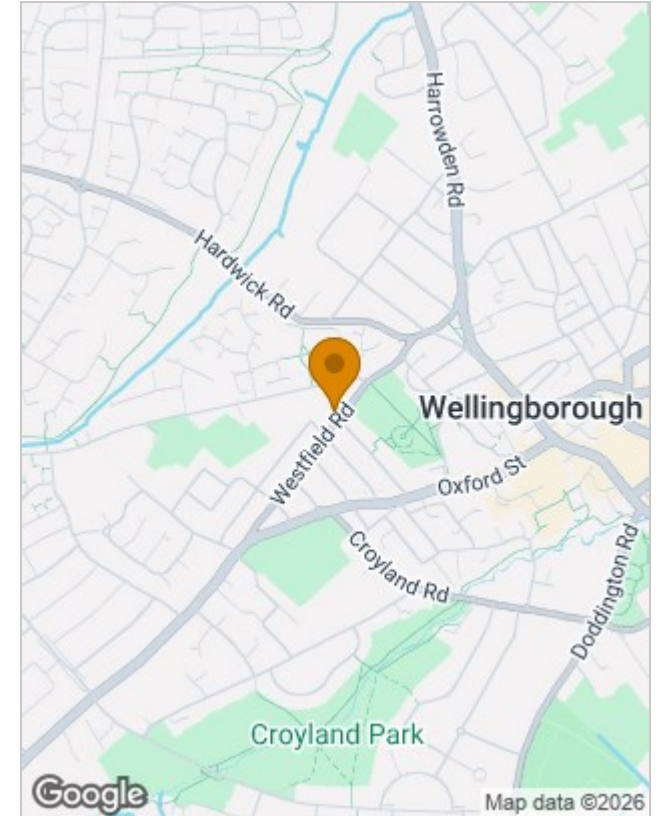 Harrowden Rd
Hardwick Rd
Wellingborough
Westfield Rd
Oxford St
Croyland Rd
Doddington Rd
Croyland Park
Google
Map data ©2026